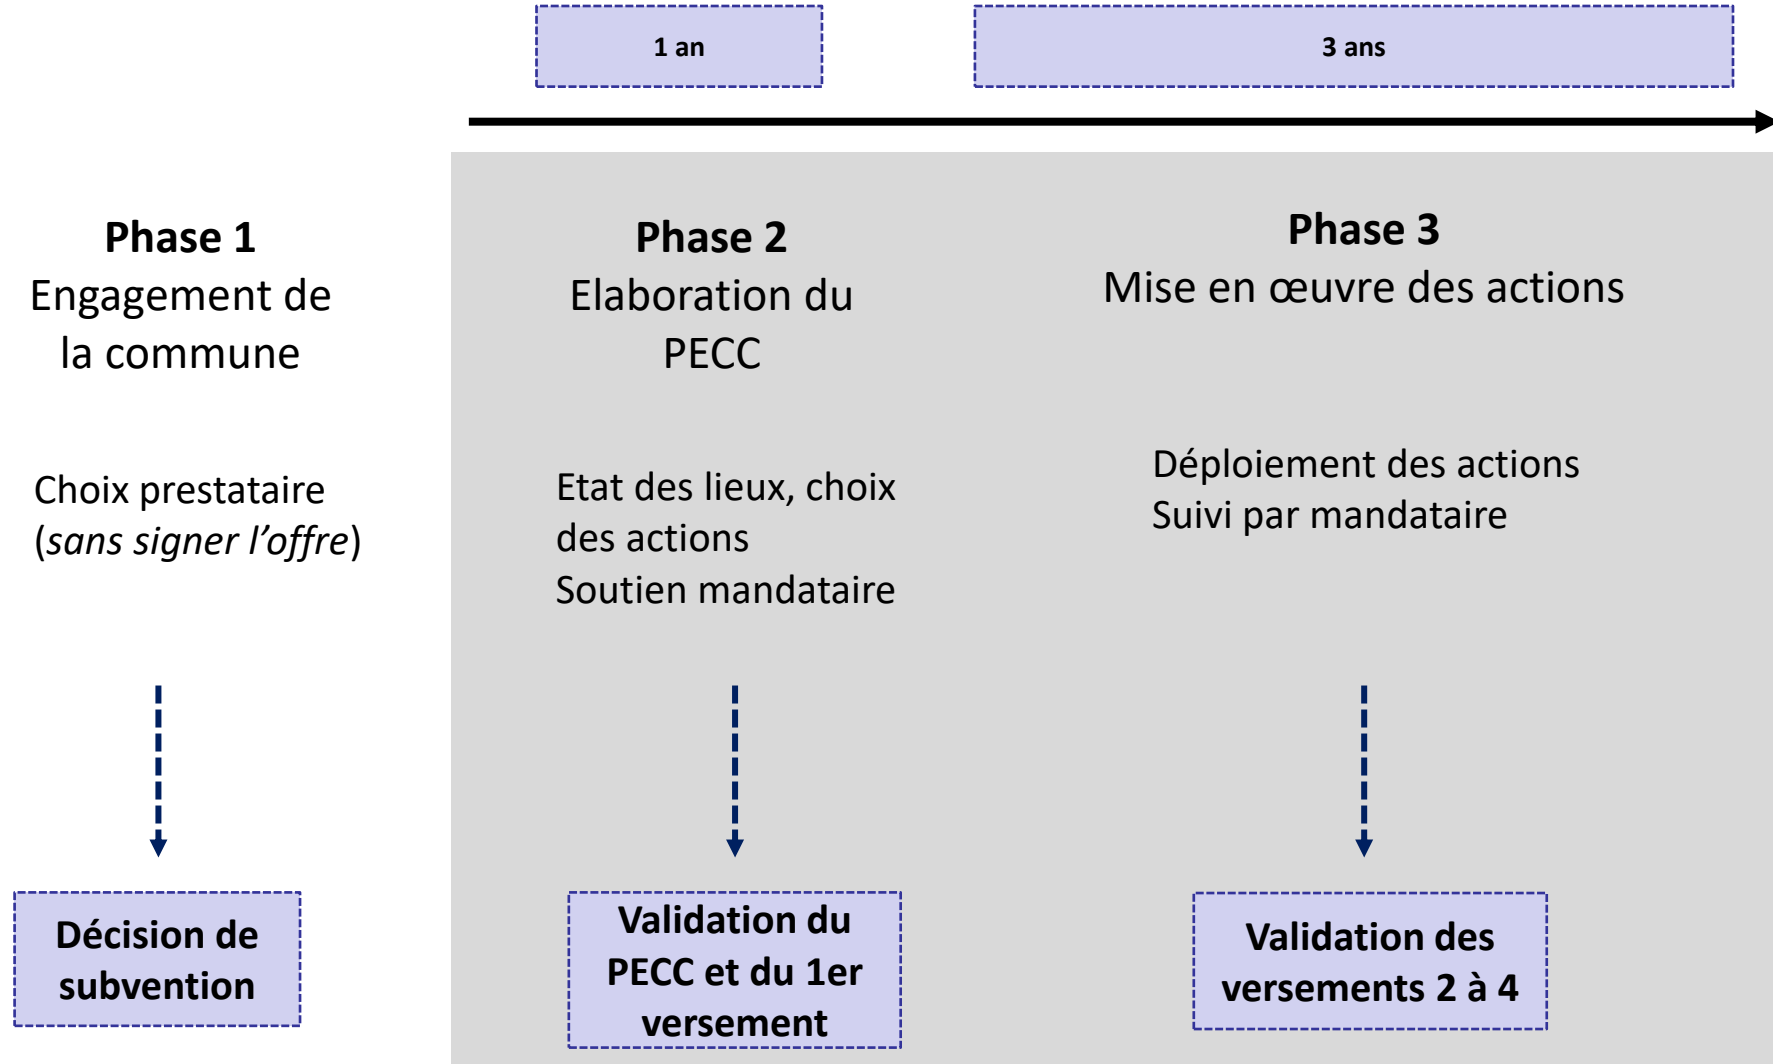 1 an
3 ans
Phase 1
Engagement de
la commune
Phase 2
Elaboration du
PECC
Phase 3
Mise en œuvre des actions
Choix prestataire
(sans signer l’offre)
Etat des lieux, choix
des actions
Soutien mandataire
Déploiement des actions
Suivi par mandataire
Décision de
subvention
Validation du
PECC et du 1er
versement
Validation des
versements 2 à 4